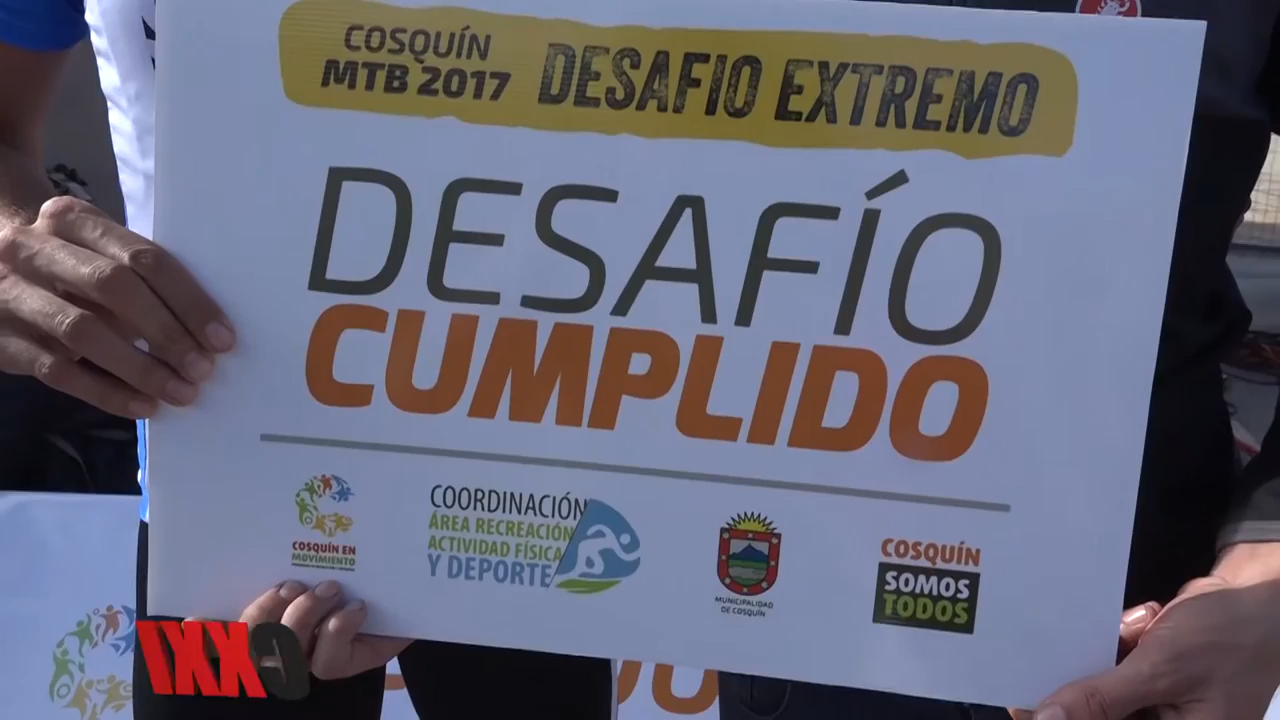 COSQUÍN
MTB 2017
DESAFIO EXTREMO
DESAFÍO
CUMPLIDO
COSQUÍN EN
MOVIMIENTO
COORDINACIÓN
ÁREA RECREACIÓN
ACTIVIDAD FÍSICA
Y DEPORTE
MUNICIPALIDAD
DE COSQUÍN
COSQUÍN
SOMOS
TODOS